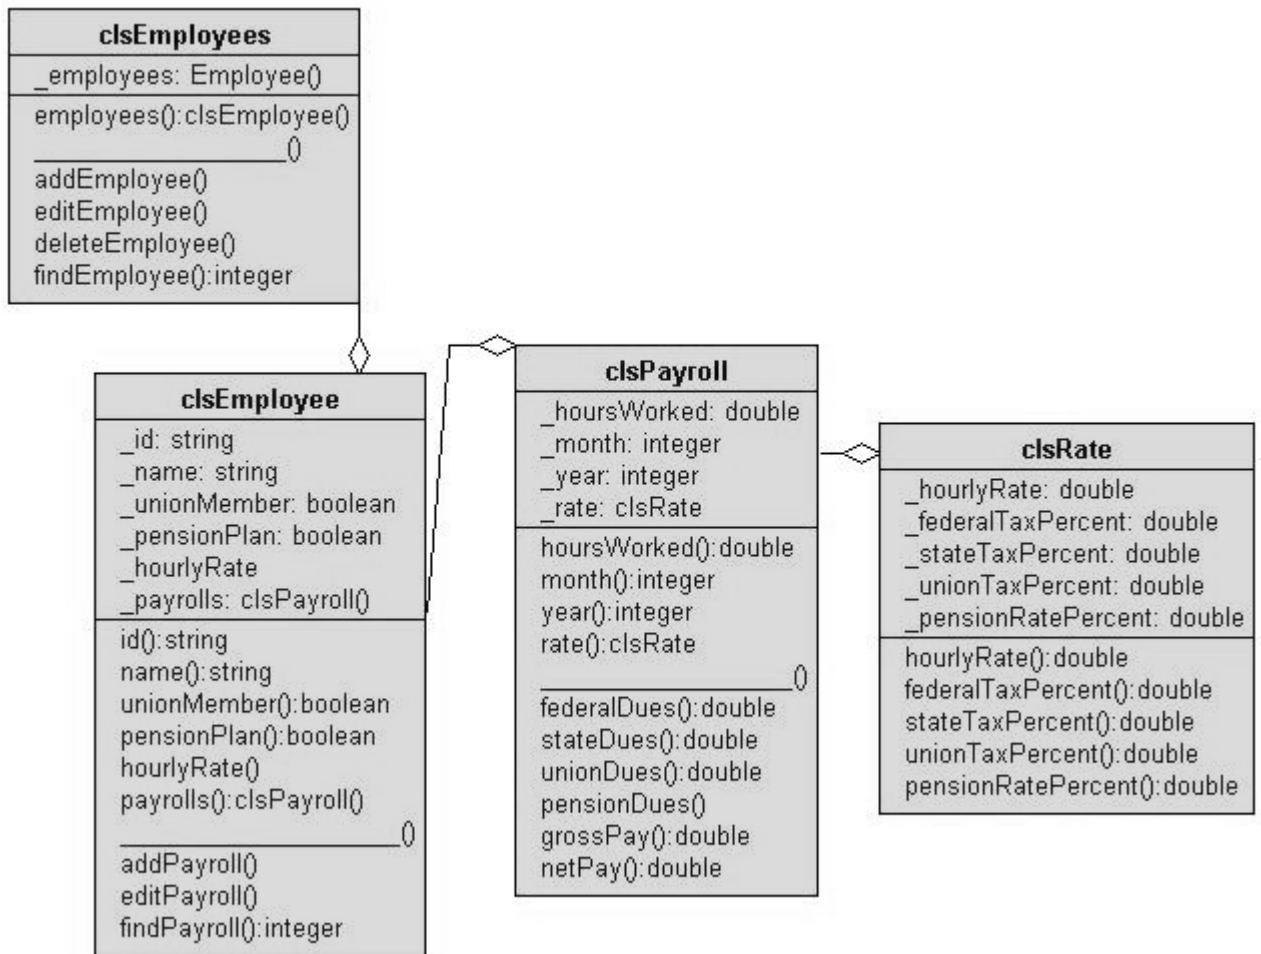 clsEmployees
_employees: Employee()
employees():clsEmployee()
__________________()
addEmployee()
editEmployee()
deleteEmployee()
findEmployee():integer
clsEmployee
_id: string
_name: string
_unionMember: boolean
_pensionPlan: boolean
_hourlyRate
_payrolls: clsPayroll()
id():string
name():string
unionMember():boolean
pensionPlan():boolean
hourlyRate()
payrolls():clsPayroll()
____________________()
addPayroll()
editPayroll()
findPayroll():integer
clsPayroll
_hoursWorked: double
_month: integer
_year: integer
_rate: clsRate
hoursWorked():double
month():integer
year():integer
rate():clsRate
__________________()
federalDues():double
stateDues():double
unionDues():double
pensionDues()
grossPay():double
netPay():double
clsRate
_hourlyRate: double
_federalTaxPercent: double
_stateTaxPercent: double
_unionTaxPercent: double
_pensionRatePercent: double
hourlyRate():double
federalTaxPercent():double
stateTaxPercent():double
unionTaxPercent():double
pensionRatePercent():double